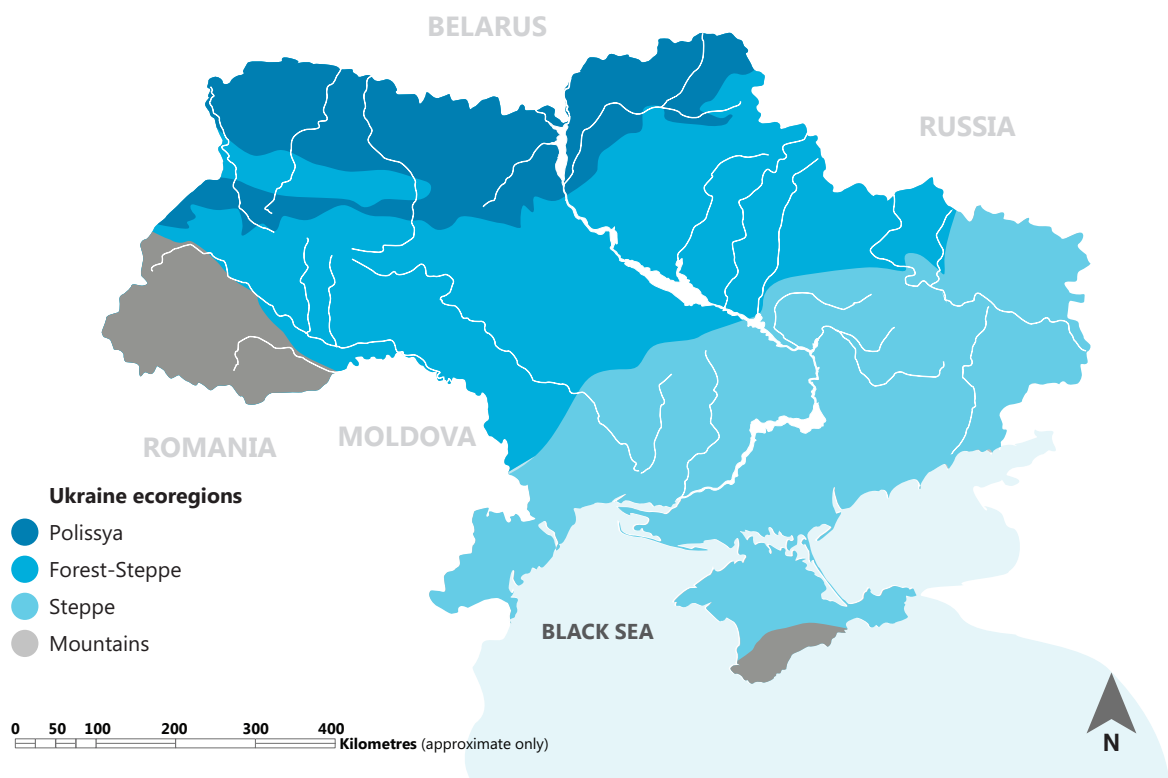 BELARUS
RUSSIA
ROMANIA
MOLDOVA
Ukraine ecoregions
Polissya
Forest-Steppe
Steppe
Mountains
BLACK SEA
0 50 100 200 300 400
Kilometres (approximate only)
N